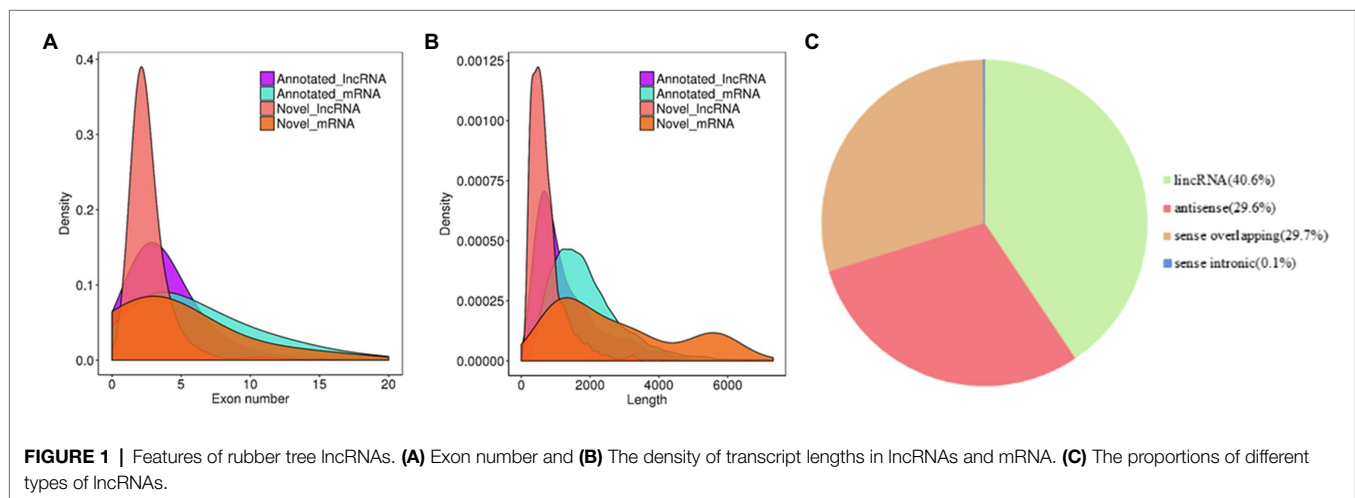 A
Density
0.4
0.3
0.2
0.1
0.0
Annotated_lncRNA
Annotated_mRNA
Novel_lncRNA
Novel_mRNA
0
5
10
15
20
Exon number
B
Density
0.00125
0.00100
0.00075
0.00050
0.00025
0.00000
Annotated_lncRNA
Annotated_mRNA
Novel_lncRNA
Novel_mRNA
0
2000
4000
6000
Length
C
lincRNA(40.6%)
antisense(29.6%)
sense overlapping(29.7%)
sense intronic(0.1%)
FIGURE 1 | Features of rubber tree lncRNAs. (A) Exon number and (B) The density of transcript lengths in lncRNAs and mRNA. (C) The proportions of different
types of lncRNAs.